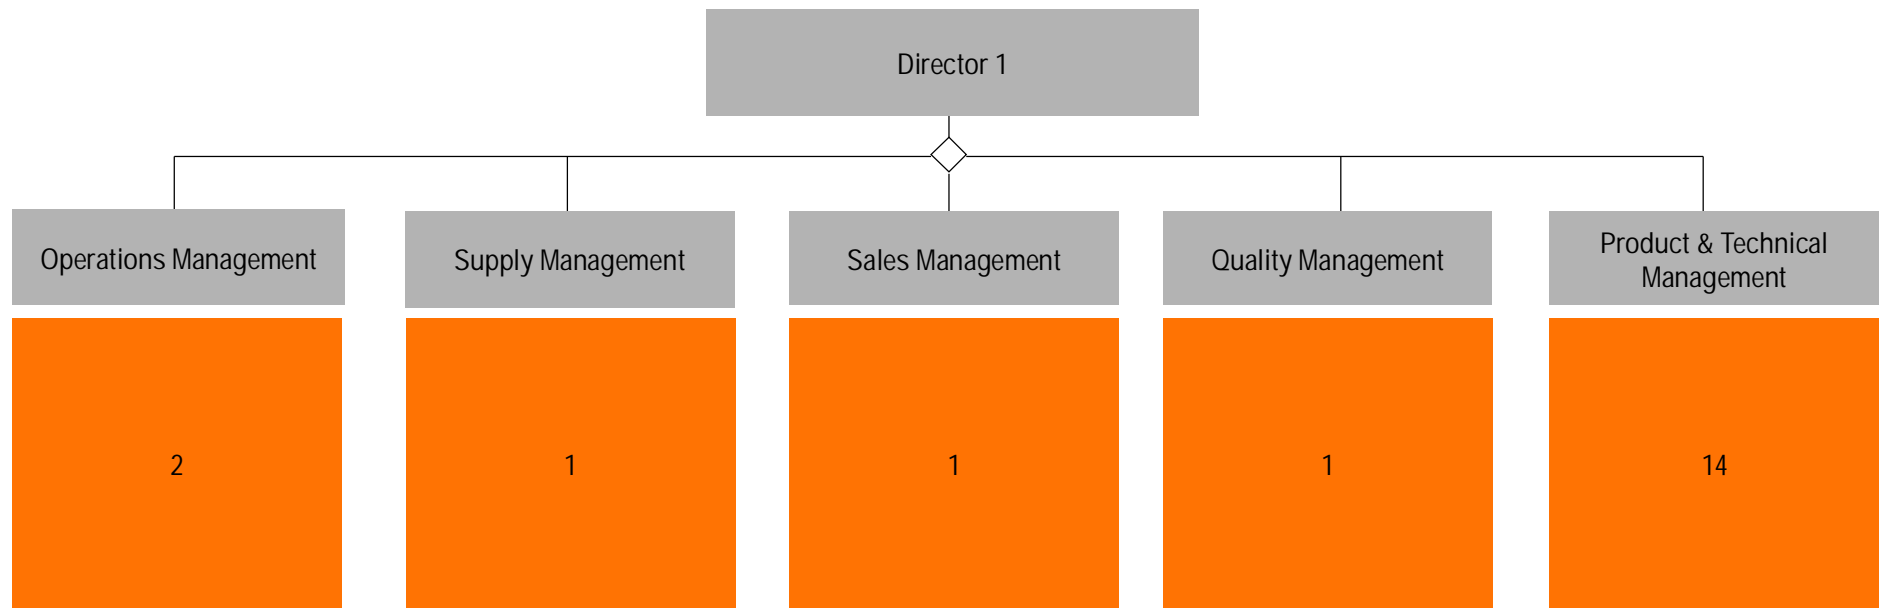 Director 1
Operations Management
Supply Management
Sales Management
Quality Management
Product & Technical
Management
2
1
1
1
14